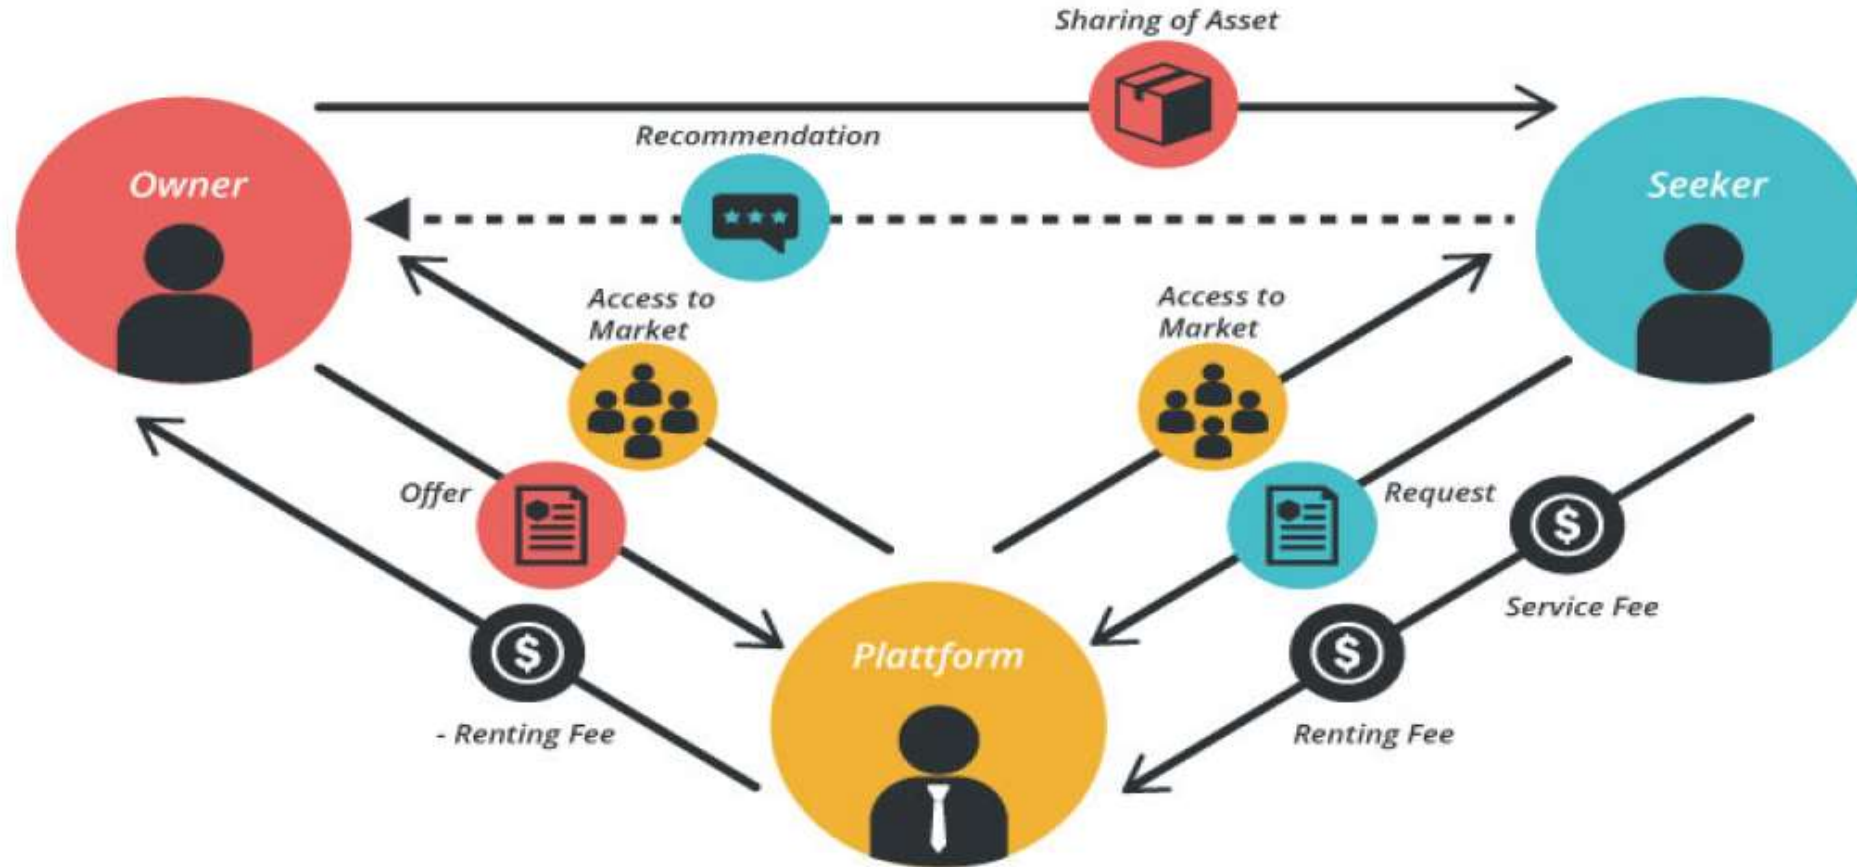 Sharing of Asset
Recommendation
Owner
Seeker
Access to
Market
Access to
Market
Offer
Request
Service Fee
Plattform
- Renting Fee
Renting Fee